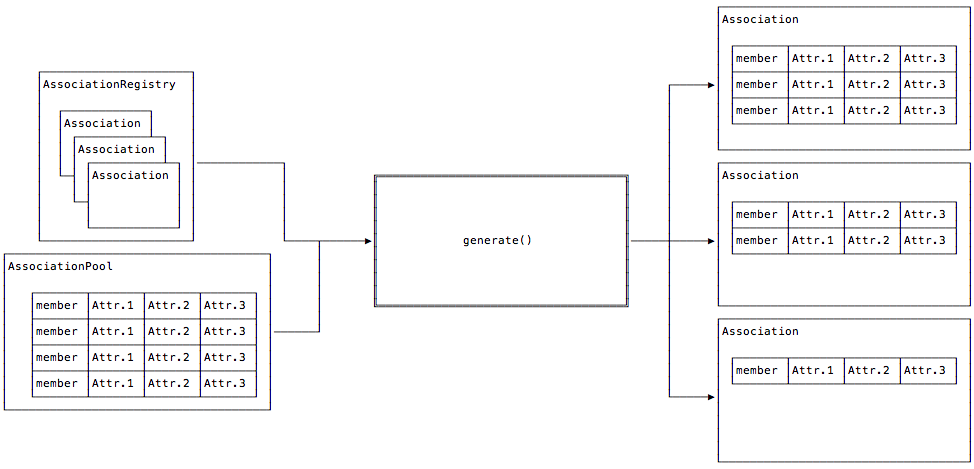 AssociationRegistry
Association
Association
Association
AssociationPool
member Attr.1 Attr.2 Attr.3
member Attr.1 Attr.2 Attr.3
member Attr.1 Attr.2 Attr.3
member Attr.1 Attr.2 Attr.3
generate()
Association
member Attr.1 Attr.2 Attr.3
member Attr.1 Attr.2 Attr.3
member Attr.1 Attr.2 Attr.3
Association
member Attr.1 Attr.2 Attr.3
member Attr.1 Attr.2 Attr.3
Association
member Attr.1 Attr.2 Attr.3